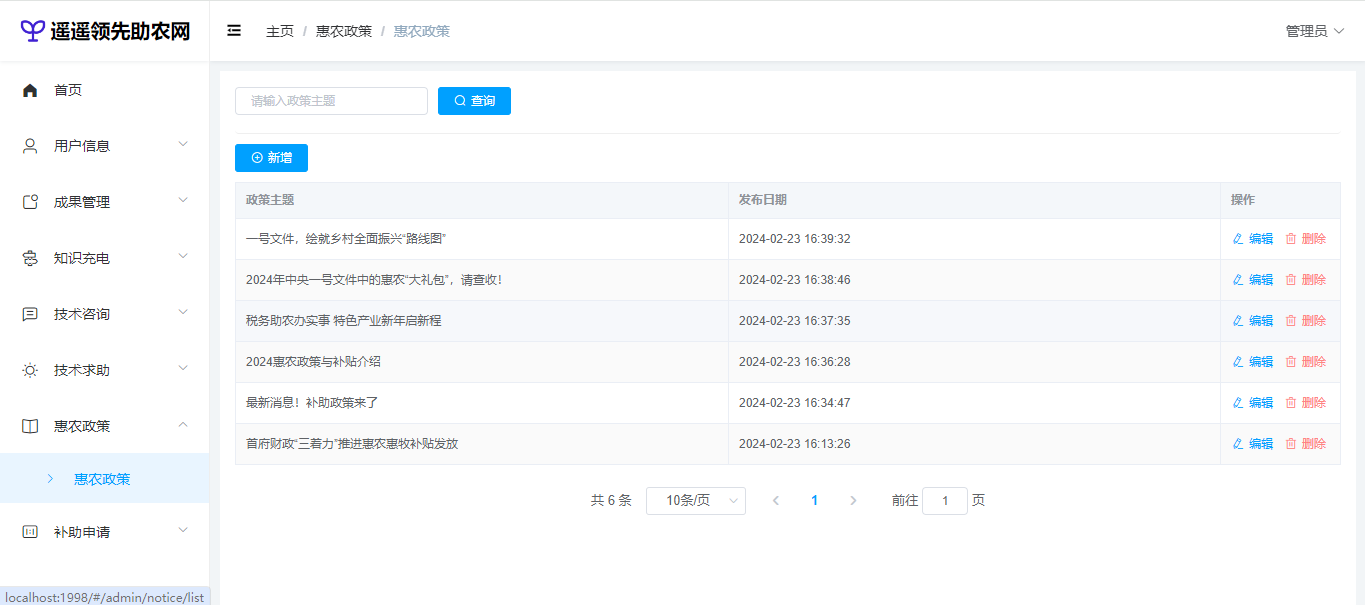 遥遥领先助农网
主页 / 惠农政策 / 惠农政策
管理员
首页
用户信息
成果管理
知识充电
技术咨询
技术求助
惠农政策
惠农政策
补助申请
请输入政策主题 查询
新增
政策主题 发布日期 操作
一号文件，绘就乡村全面振兴“路线图” 2024-02-23 16:39:32 编辑 删除
2024年中央一号文件中的惠农“大礼包”，请查收！ 2024-02-23 16:38:46 编辑 删除
税务助农办实事 特色产业新年启新程 2024-02-23 16:37:35 编辑 删除
2024惠农政策与补贴介绍 2024-02-23 16:36:28 编辑 删除
最新消息！补助政策来了 2024-02-23 16:34:47 编辑 删除
首府财政“三着力”推进惠农惠牧补贴发放 2024-02-23 16:13:26 编辑 删除
共 6 条 10条/页 1 前往 1 页
localhost:1998/#/admin/notice/list